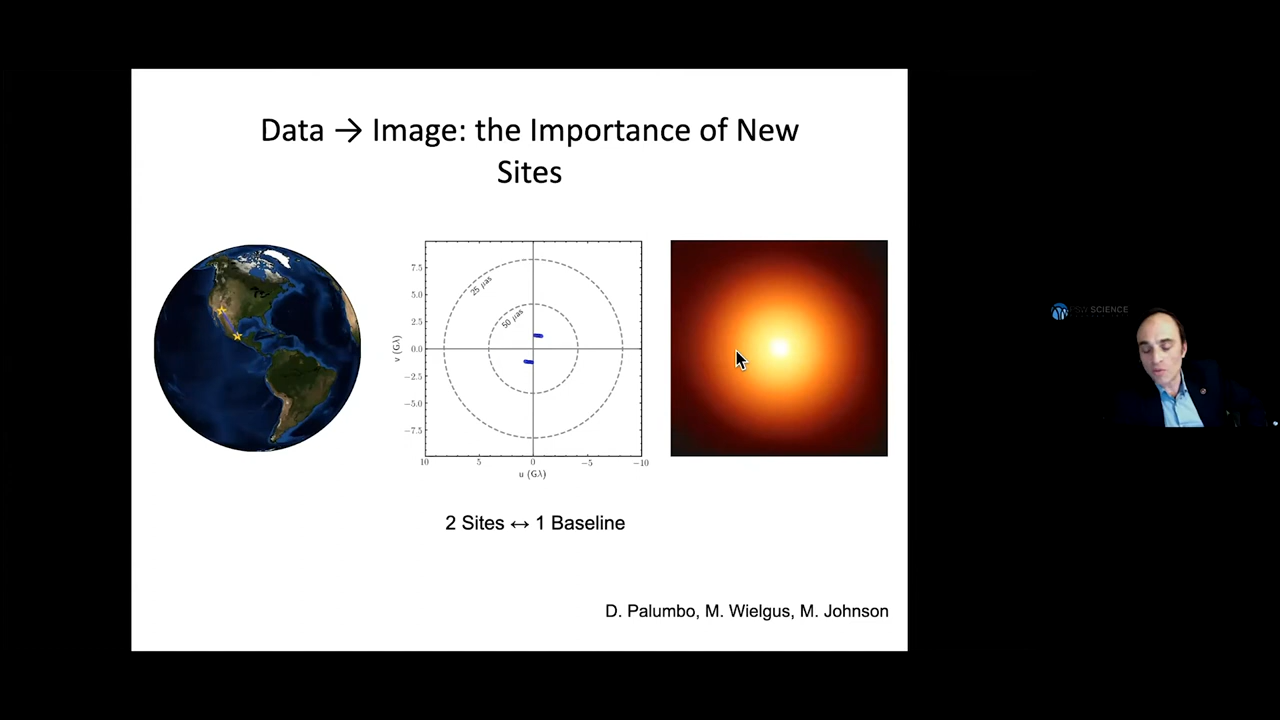 Data → Image: the Importance of New
Sites
25 μas
50 μas
7.5
5.0
2.5
0.0
−2.5
−5.0
−7.5
v (Gλ)
10
5
0
−5
−10
u (Gλ)
SCIENCE
2 Sites ↔ 1 Baseline
D. Palumbo, M. Wielgus, M. Johnson